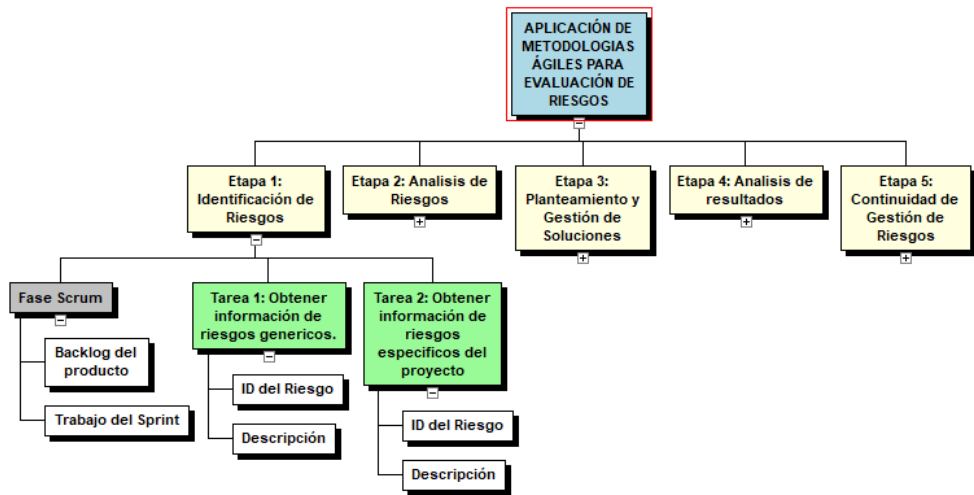 APLICACIÓN DE
METODOLOGIAS
ÁGILES PARA
EVALUACIÓN DE
RIESGOS
Etapa 1:
Identificación de
Riesgos
Etapa 2: Analisis de
Riesgos
Etapa 3:
Planteamiento y
Gestión de
Soluciones
Etapa 4: Analisis de
resultados
Etapa 5:
Continuidad de
Gestión de
Riesgos
Fase Scrum
Backlog del
producto
Trabajo del Sprint
Tarea 1: Obtener
información de
riesgos genericos.
ID del Riesgo
Descripción
Tarea 2: Obtener
información de
riesgos
especificos del
proyecto
ID del Riesgo
Descripción